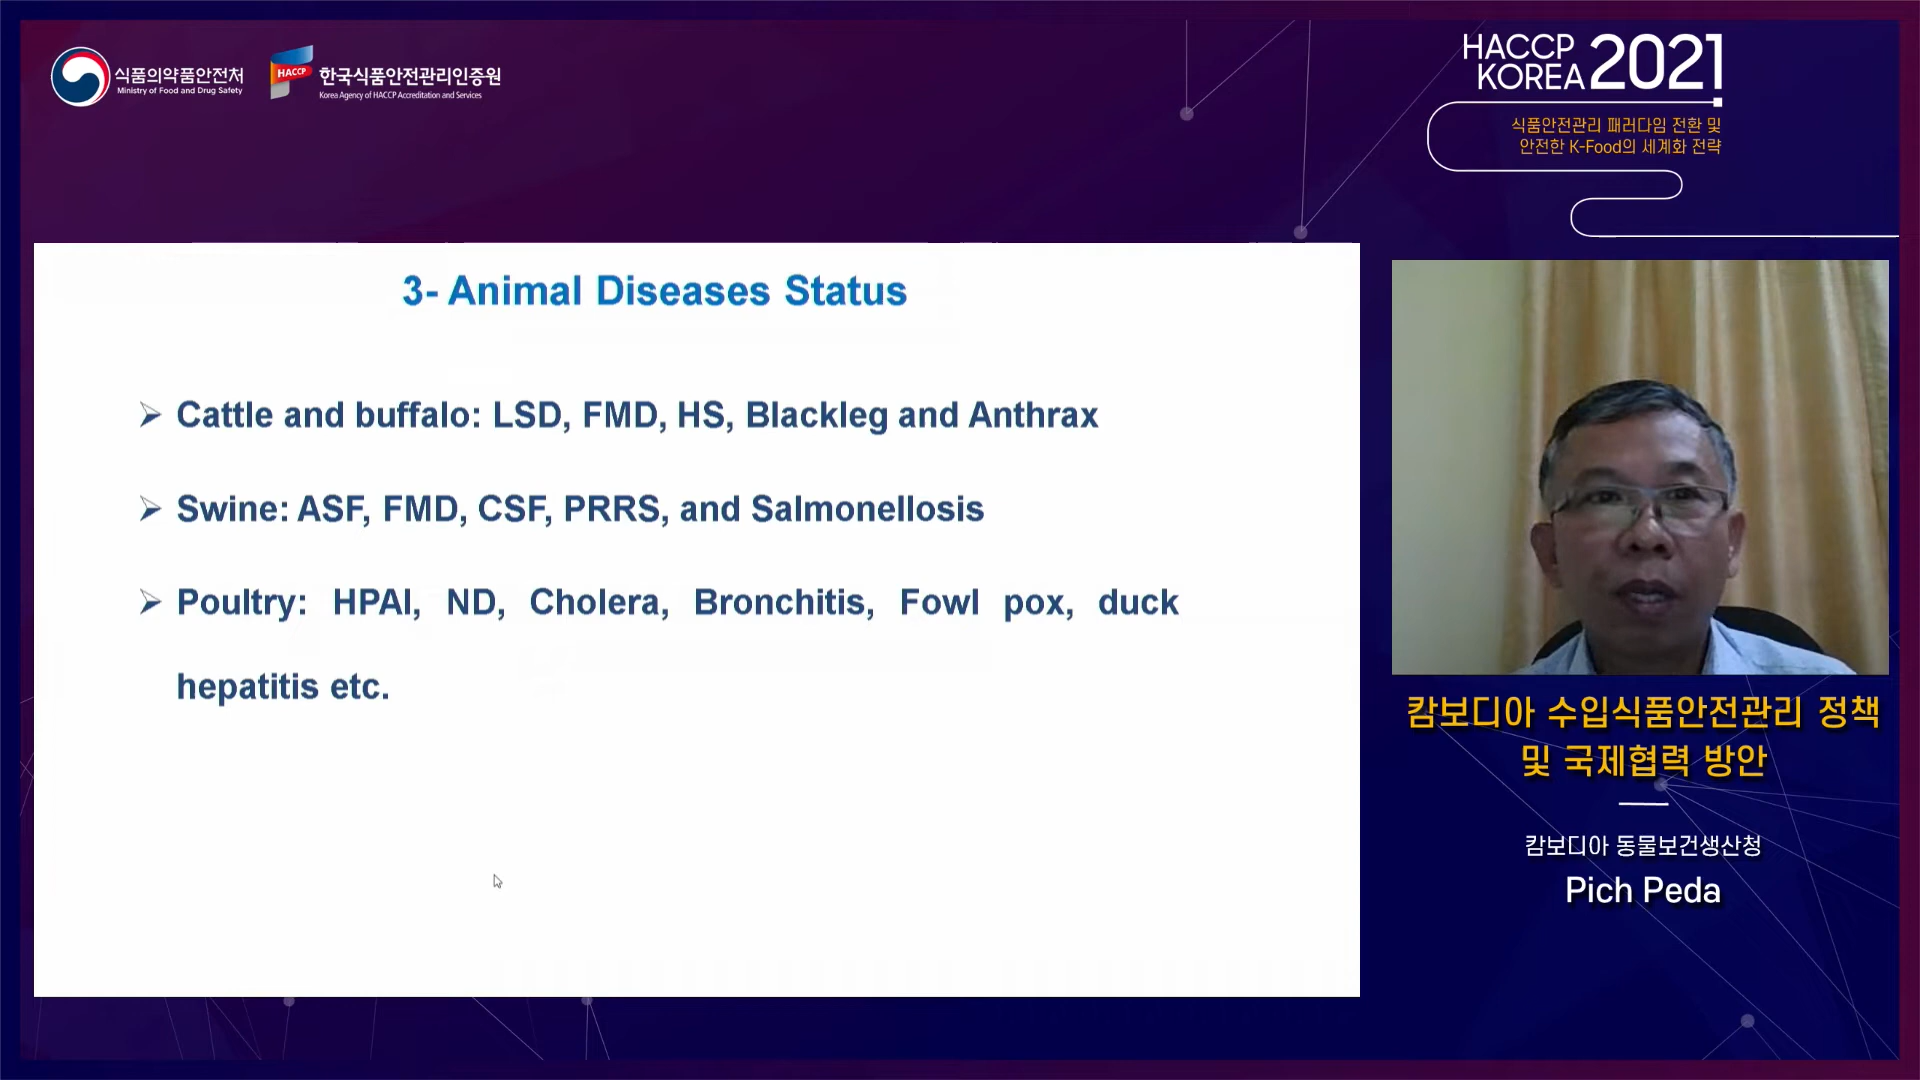 식품의약품안전처
Ministry of Food and Drug Safety
HACCP
한국식품안전관리인증원
Korea Agency of HACCP Accreditation and Services
HACCP
KOREA 2021
식품안전관리 패러다임 전환 및
안전한 K-Food의 세계화 전략
3- Animal Diseases Status
➢ Cattle and buffalo: LSD, FMD, HS, Blackleg and Anthrax
➢ Swine: ASF, FMD, CSF, PRRS, and Salmonellosis
➢ Poultry: HPAI, ND, Cholera, Bronchitis, Fowl pox, duck
hepatitis etc.
캄보디아 수입식품안전관리 정책
및 국제협력 방안
캄보디아 동물보건생산청
Pich Peda